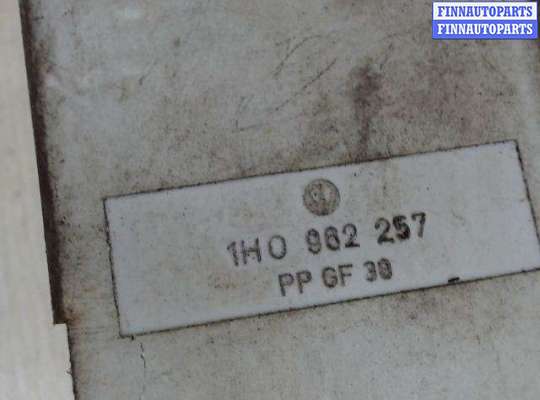 FINNAUTOPARTS
FINNAUTOPARTS
1H0 962 257
PP GF 30